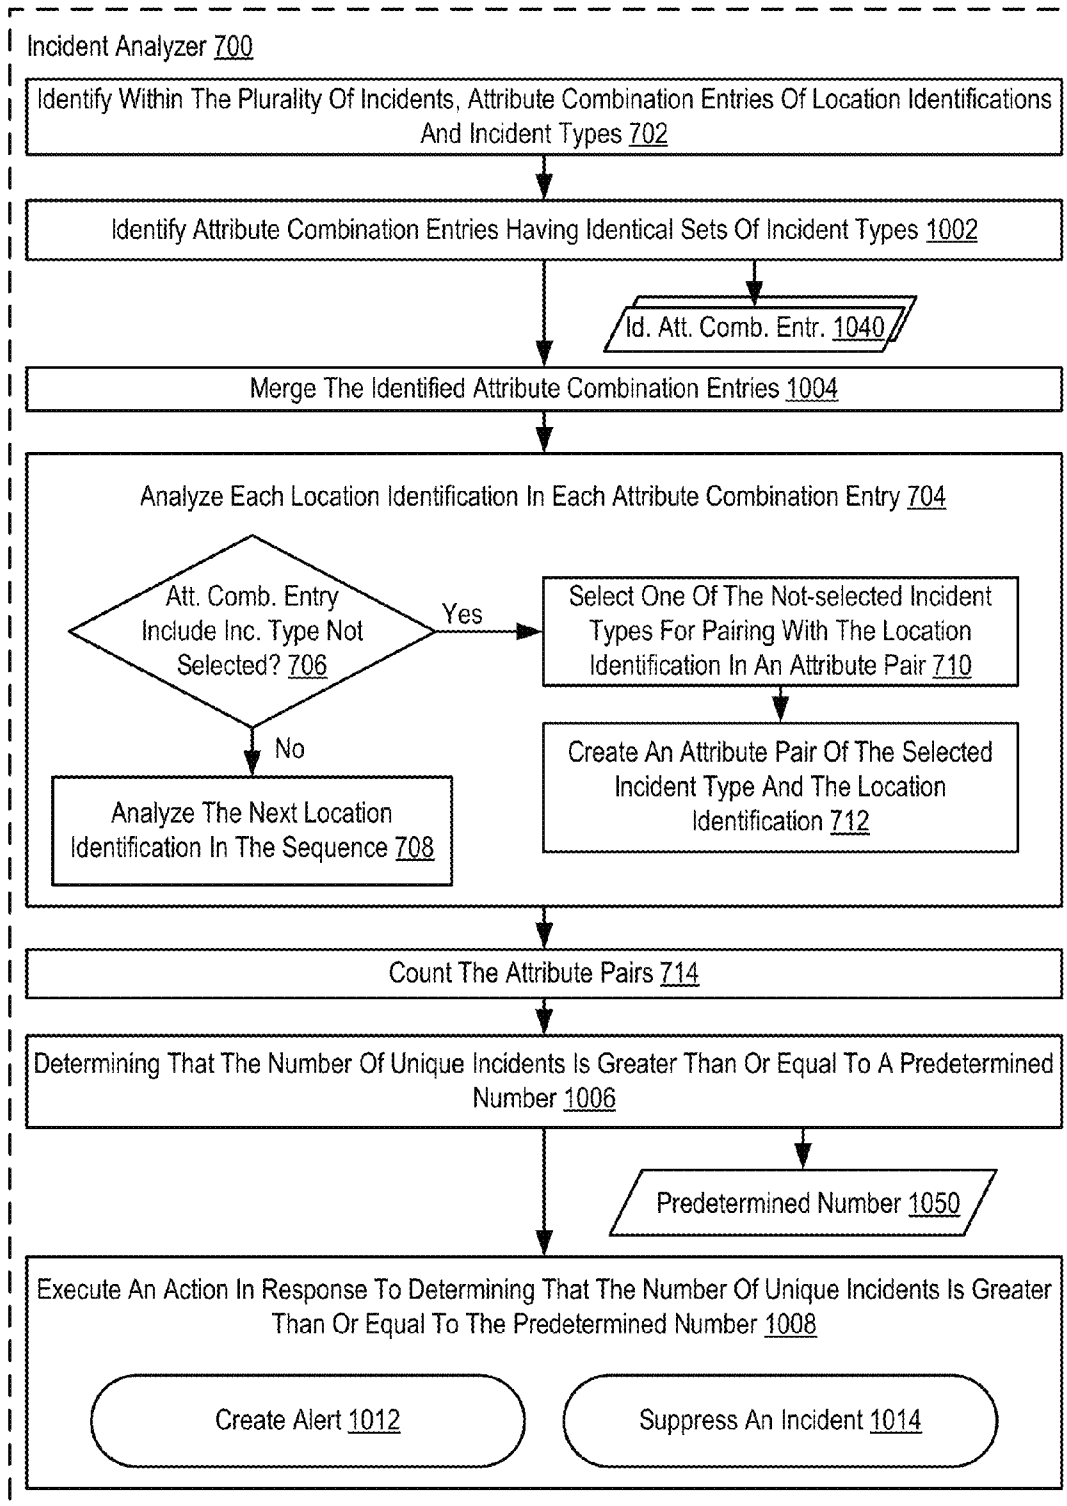 Incident Analyzer 700
Identify Within The Plurality Of Incidents, Attribute Combination Entries Of Location Identifications
And Incident Types 702
Identify Attribute Combination Entries Having Identical Sets Of Incident Types 1002
Id. Att. Comb. Entr. 1040
Merge The Identified Attribute Combination Entries 1004
Analyze Each Location Identification In Each Attribute Combination Entry 704
Att. Comb. Entry
Include Inc. Type Not
Selected? 706
Yes
Select One Of The Not-selected Incident
Types For Pairing With The Location
Identification In An Attribute Pair 710
No
Create An Attribute Pair Of The Selected
Incident Type And The Location
Identification 712
Analyze The Next Location
Identification In The Sequence 708
Count The Attribute Pairs 714
Determining That The Number Of Unique Incidents Is Greater Than Or Equal To A Predetermined
Number 1006
Predetermined Number 1050
Execute An Action In Response To Determining That The Number Of Unique Incidents Is Greater
Than Or Equal To The Predetermined Number 1008
Create Alert 1012
Suppress An Incident 1014